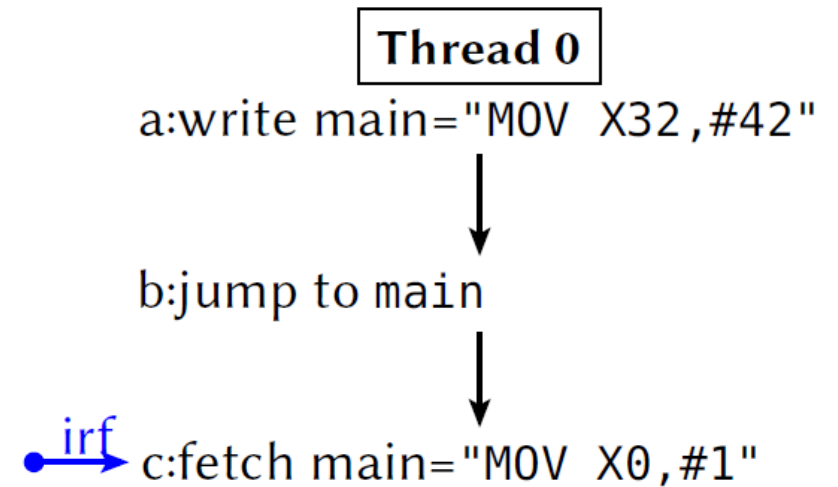 Thread 0
a:write main="MOV X32,#42"
b:jump to main
irf
c:fetch main="MOV X0,#1"